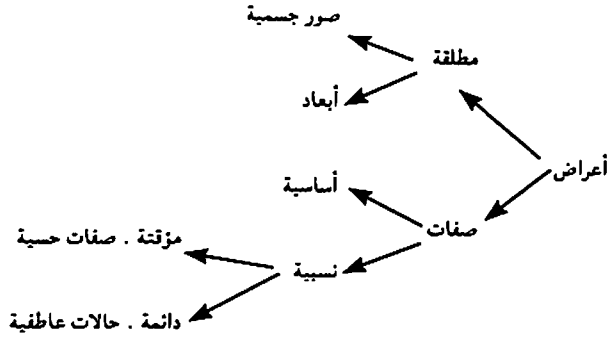 صور جسمية
مطلقة
أبعاد
أعراض
أساسية
صفات
مؤقتة . صفات حسية
نسبية
دائمة . حالات عاطفية